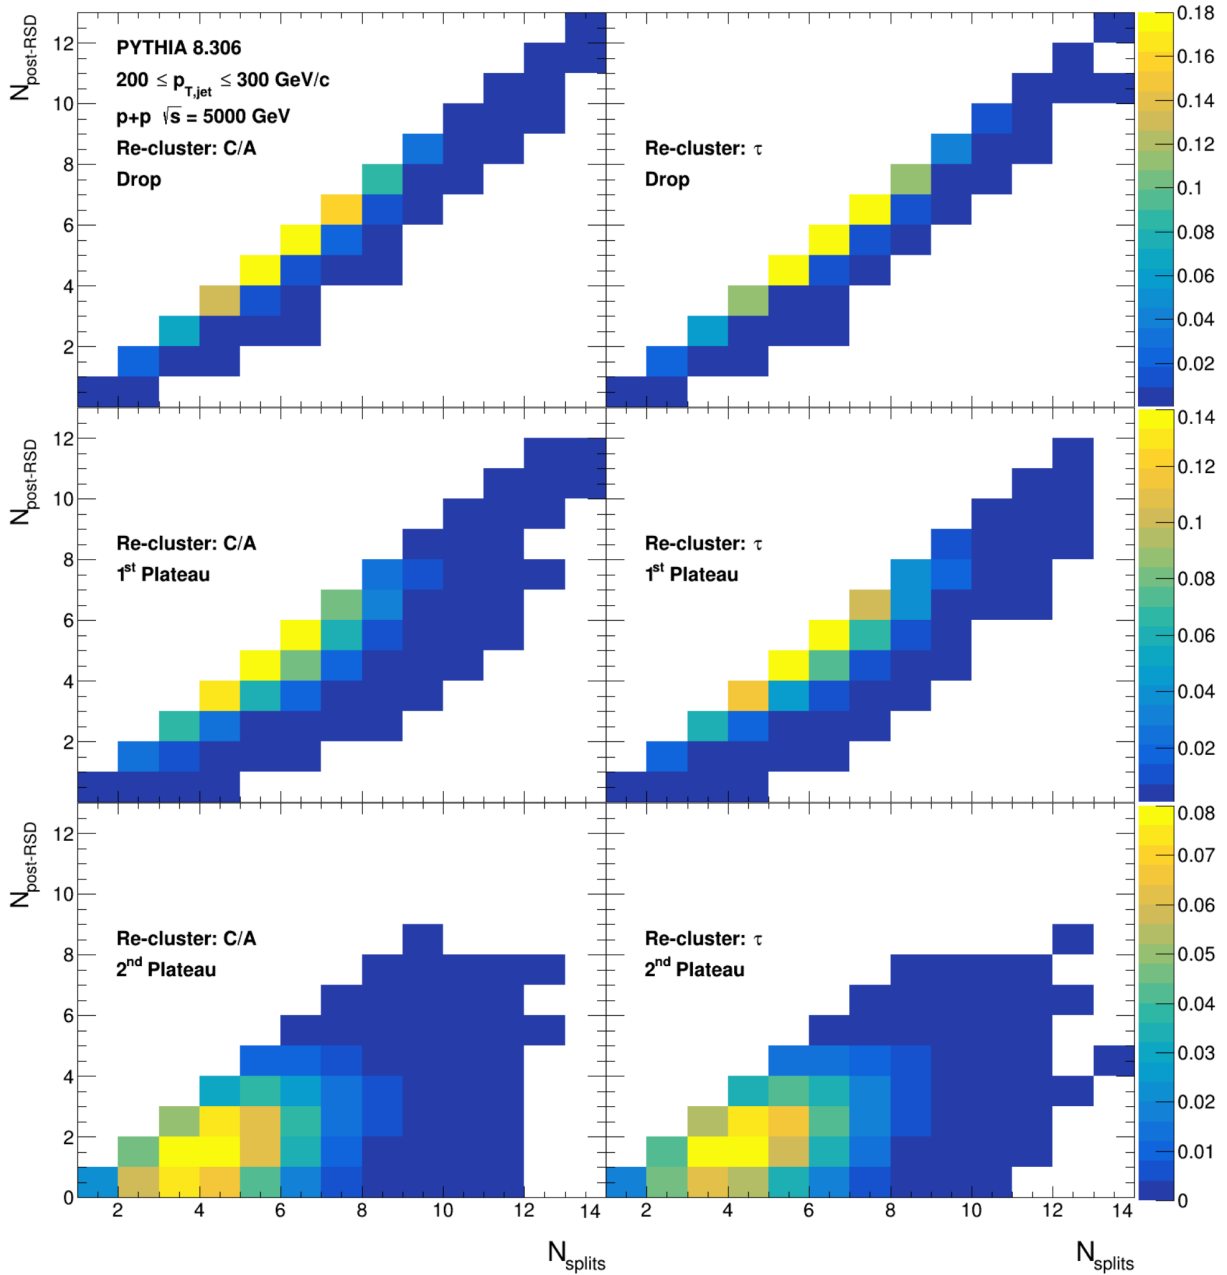 N_post-RSD
12
10
8
6
4
2
PYTHIA 8.306
200 ≤ p_T,jet ≤ 300 GeV/c
p+p √s = 5000 GeV
Re-cluster: C/A
Drop
Re-cluster: τ
Drop
0.18
0.16
0.14
0.12
0.1
0.08
0.06
0.04
0.02
N_post-RSD
12
10
8
6
4
2
Re-cluster: C/A
1st Plateau
Re-cluster: τ
1st Plateau
0.14
0.12
0.1
0.08
0.06
0.04
0.02
N_post-RSD
12
10
8
6
4
2
0
Re-cluster: C/A
2nd Plateau
Re-cluster: τ
2nd Plateau
0.08
0.07
0.06
0.05
0.04
0.03
0.02
0.01
0
2 4 6 8 10 12 14
2 4 6 8 10 12 14
N_splits
N_splits